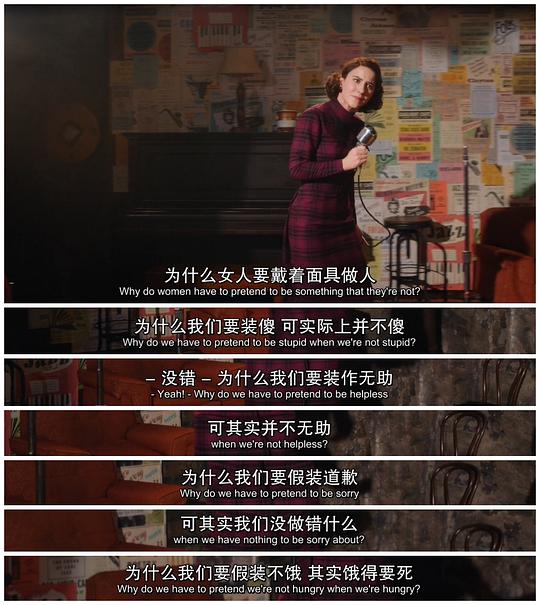 为什么女人要戴着面具做人
Why do women have to pretend to be something that they're not?
为什么我们要装傻 可实际上并不傻
Why do we have to pretend to be stupid when we're not stupid?
– 没错 – 为什么我们要装作无助
- Yeah! - Why do we have to pretend to be helpless
可其实并不无助
when we're not helpless?
为什么我们要假装道歉
Why do we have to pretend to be sorry
可其实我们没做错什么
when we have nothing to be sorry about?
为什么我们要假装不饿 其实饿得要死
Why do we have to pretend we're not hungry when we're hungry?